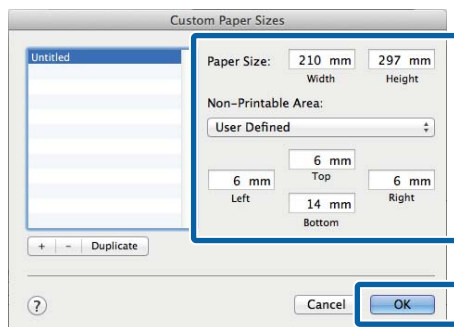 Custom Paper Sizes
Untitled
Paper Size: 210 mm 297 mm
Width Height
Non-Printable Area:
User Defined
6 mm
Top
6 mm 6 mm
Left Right
14 mm
Bottom
+ - Duplicate
? Cancel OK